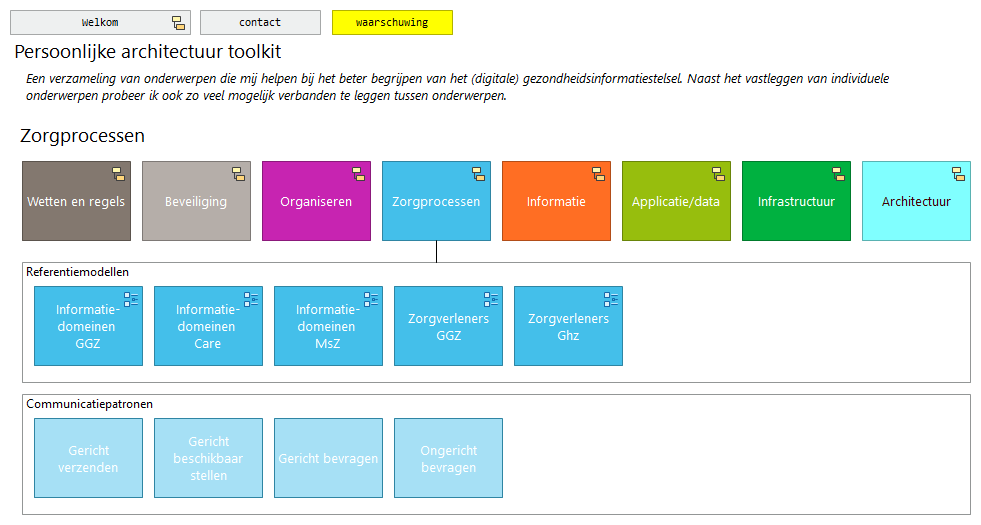 Welkom
contact
waarschuwing
Persoonlijke architectuur toolkit
Een verzameling van onderwerpen die mij helpen bij het beter begrijpen van het (digitale) gezondheidsinformatiestelsel. Naast het vastleggen van individuele
onderwerpen probeer ik ook zo veel mogelijk verbanden te leggen tussen onderwerpen.
Zorgprocessen
Wetten en regels
Beveiliging
Organiseren
Zorgprocessen
Informatie
Applicatie/data
Infrastructuur
Architectuur
Referentiemodellen
Informatie-
domeinen
GGZ
Informatie-
domeinen
Care
Informatie-
domeinen
MsZ
Zorgverleners
GGZ
Zorgverleners
Ghz
Communicatiepatronen
Gericht
verzenden
Gericht
beschikbaar
stellen
Gericht bevragen
Ongericht
bevragen